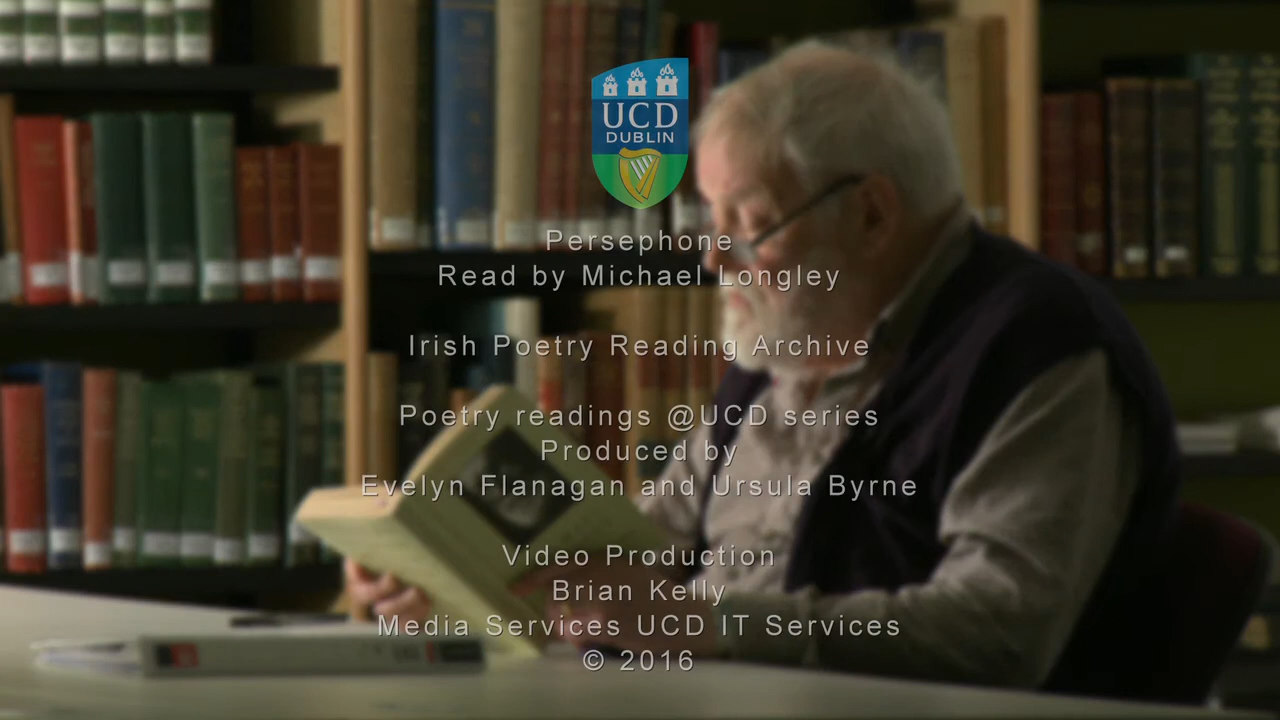 UCD
DUBLIN
Persephone
Read by Michael Longley
Irish Poetry Reading Archive
Poetry readings @UCD series
Produced by
Evelyn Flanagan and Ursula Byrne
Video Production
Brian Kelly
Media Services UCD IT Services
© 2016